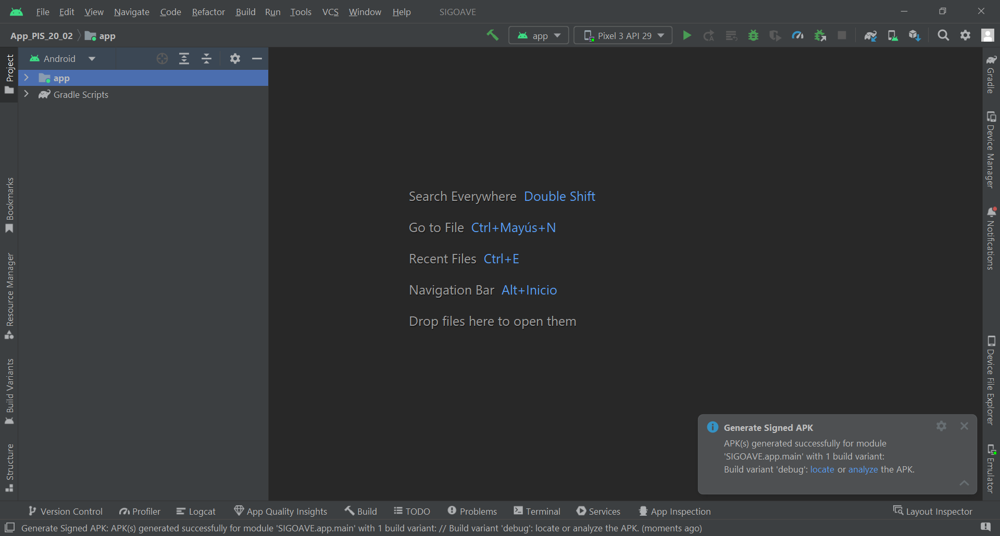 File Edit View Navigate Code Refactor Build Run Tools VCS Window Help SIGOAVE
App_PIS_20_02 app
app Pixel 3 API 29
Android
app
Gradle Scripts
Project
Bookmarks
Resource Manager
Build Variants
Structure
Search Everywhere Double Shift
Go to File Ctrl+Mayús+N
Recent Files Ctrl+E
Navigation Bar Alt+Inicio
Drop files here to open them
Gradle
Device Manager
Notifications
Device File Explorer
Emulator
Generate Signed APK
APK(s) generated successfully for module
'SIGOAVE.app.main' with 1 build variant:
Build variant 'debug': locate or analyze the APK.
Version Control Profiler Logcat App Quality Insights Build TODO Problems Terminal Services App Inspection Layout Inspector
Generate Signed APK: APK(s) generated successfully for module 'SIGOAVE.app.main' with 1 build variant: // Build variant 'debug': locate or analyze the APK. (moments ago)